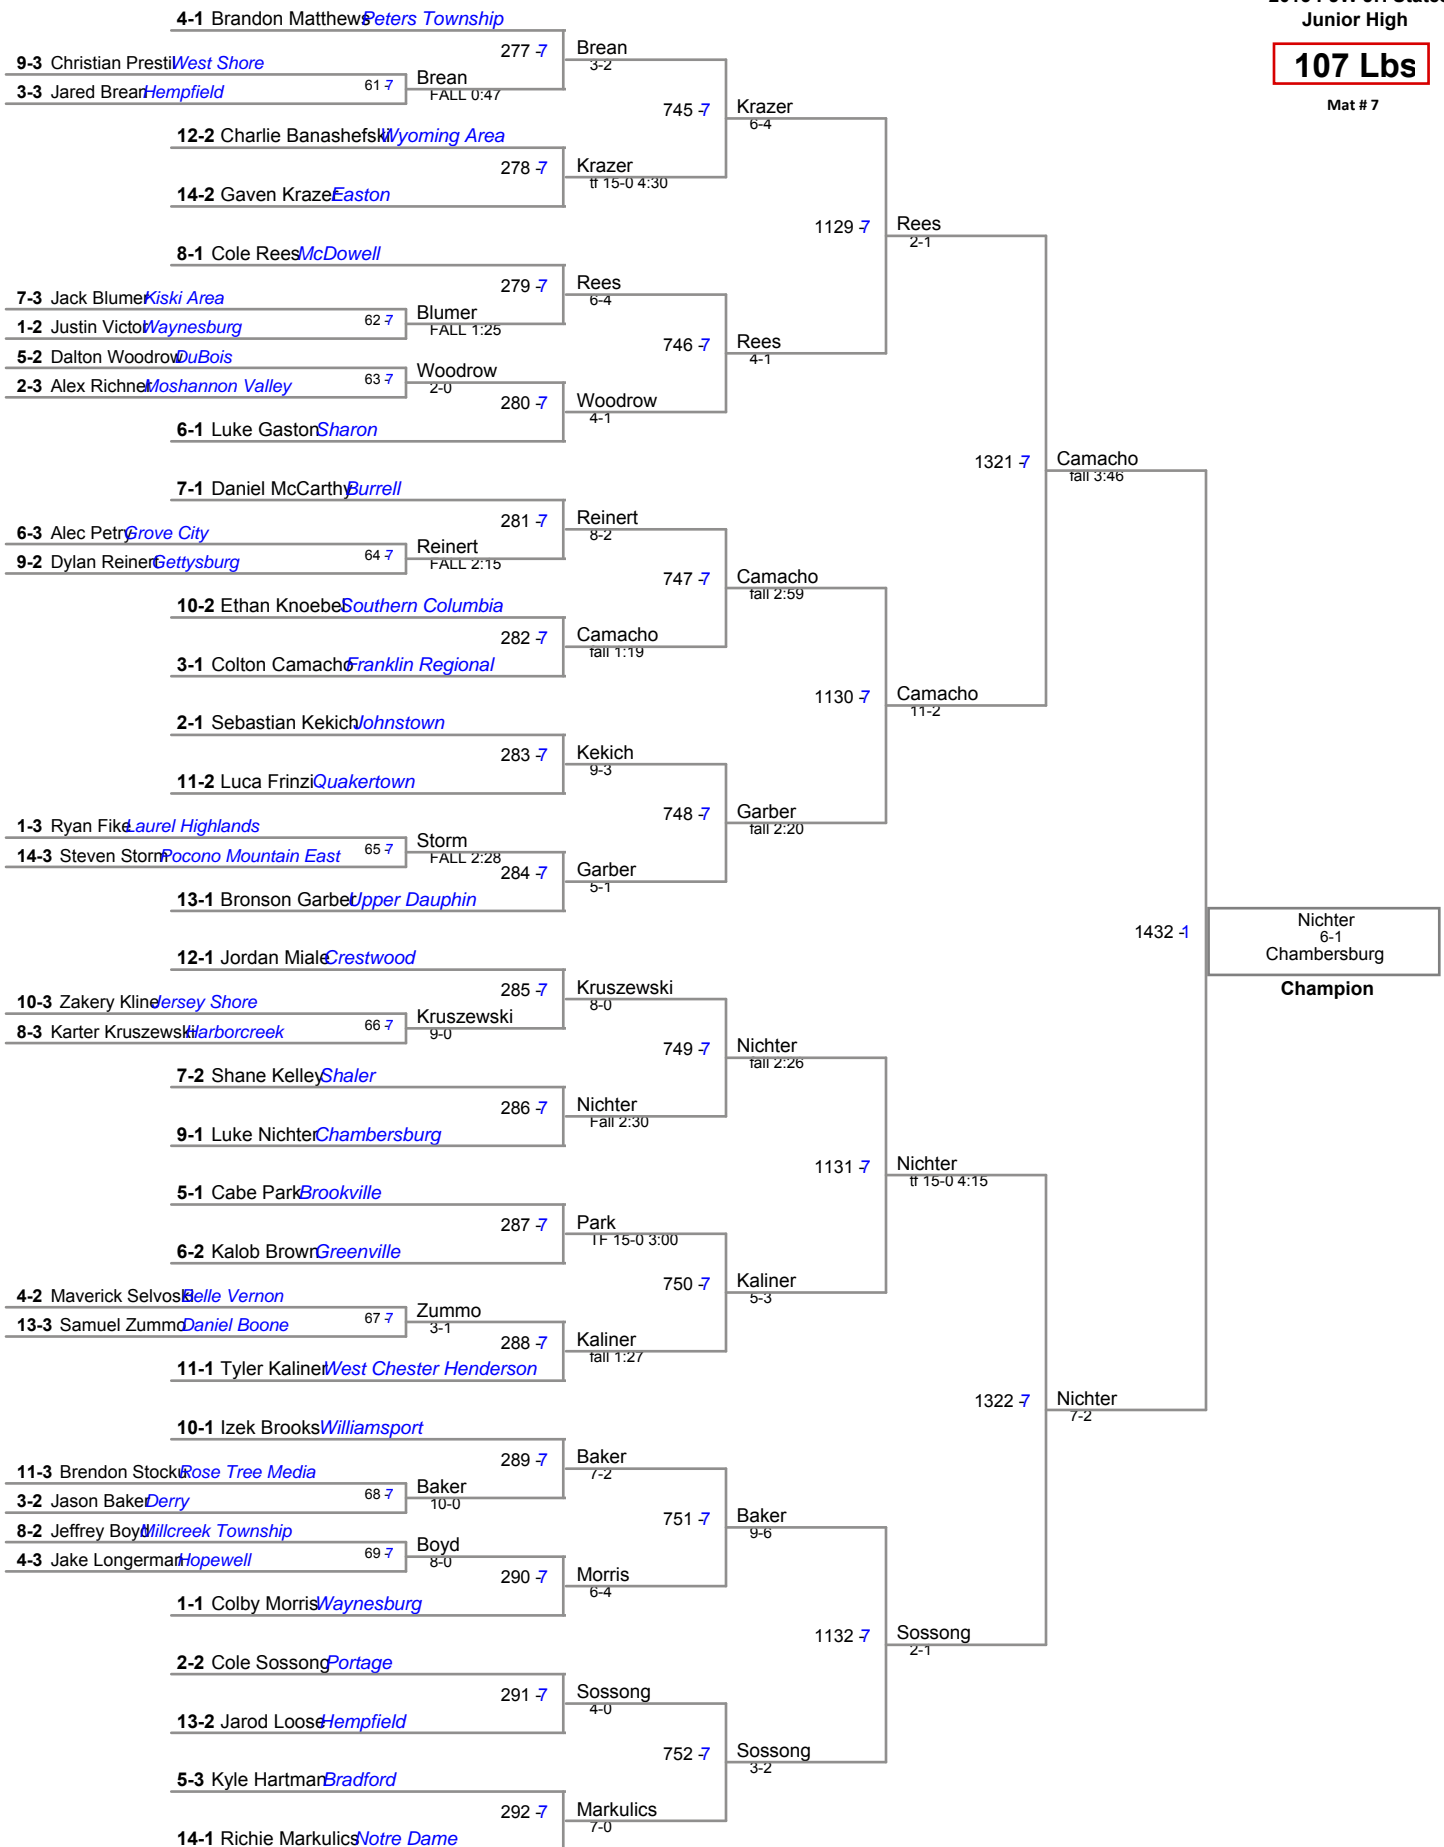 Junior High
107 Lbs
Mat # 7
4-1 Brandon Matthews Peters Township
277 -7 Brean
3-2
9-3 Christian Presti West Shore
61 7 Brean
FALL 0:47
3-3 Jared Brean Hempfield
745 -7 Krazer
6-4
12-2 Charlie Banashefski Wyoming Area
278 -7 Krazer
tf 15-0 4:30
14-2 Gaven Krazer Easton
1129 -7 Rees
2-1
8-1 Cole Rees McDowell
279 -7 Rees
6-4
7-3 Jack Blumer Kiski Area
62 7 Blumer
FALL 1:25
1-2 Justin Victor Waynesburg
746 -7 Rees
4-1
5-2 Dalton Woodrow DuBois
63 7 Woodrow
2-0
2-3 Alex Richner Moshannon Valley
280 -7 Woodrow
4-1
6-1 Luke Gaston Sharon
1321 -7 Camacho
fall 3:46
7-1 Daniel McCarthy Burrell
281 -7 Reinert
8-2
6-3 Alec Petry Grove City
64 7 Reinert
FALL 2:15
9-2 Dylan Reinert Gettysburg
747 -7 Camacho
fall 2:59
10-2 Ethan Knoebel Southern Columbia
282 -7 Camacho
fall 1:19
3-1 Colton Camacho Franklin Regional
1130 -7 Camacho
11-2
2-1 Sebastian Kekich Johnstown
283 -7 Kekich
9-3
11-2 Luca Frinzi Quakertown
748 -7 Garber
fall 2:20
1-3 Ryan Fike Laurel Highlands
65 7 Storm
FALL 2:28
14-3 Steven Storm Pocono Mountain East
284 -7 Garber
5-1
13-1 Bronson Garber Upper Dauphin
1432 -1 Nichter
6-1
Chambersburg
Champion
12-1 Jordan Miale Crestwood
285 -7 Kruszewski
8-0
10-3 Zakery Kline Jersey Shore
66 7 Kruszewski
9-0
8-3 Karter Kruszewski Harborcreek
749 -7 Nichter
fall 2:26
7-2 Shane Kelley Shaler
286 -7 Nichter
Fall 2:30
9-1 Luke Nichter Chambersburg
1131 -7 Nichter
tf 15-0 4:15
5-1 Cabe Park Brookville
287 -7 Park
TF 15-0 3:00
6-2 Kalob Brown Greenville
750 -7 Kaliner
5-3
4-2 Maverick Selvoski Belle Vernon
67 7 Zummo
3-1
13-3 Samuel Zummo Daniel Boone
288 -7 Kaliner
fall 1:27
11-1 Tyler Kaliner West Chester Henderson
1322 -7 Nichter
7-2
10-1 Izek Brooks Williamsport
289 -7 Baker
7-2
11-3 Brendon Stocku Rose Tree Media
68 7 Baker
10-0
3-2 Jason Baker Derry
751 -7 Baker
9-6
8-2 Jeffrey Boyd Millcreek Township
69 7 Boyd
8-0
4-3 Jake Longerman Hopewell
290 -7 Morris
6-4
1-1 Colby Morris Waynesburg
1132 -7 Sossong
2-1
2-2 Cole Sossong Portage
291 -7 Sossong
4-0
13-2 Jarod Loose Hempfield
752 -7 Sossong
3-2
5-3 Kyle Hartman Bradford
292 -7 Markulics
7-0
14-1 Richie Markulics Notre Dame